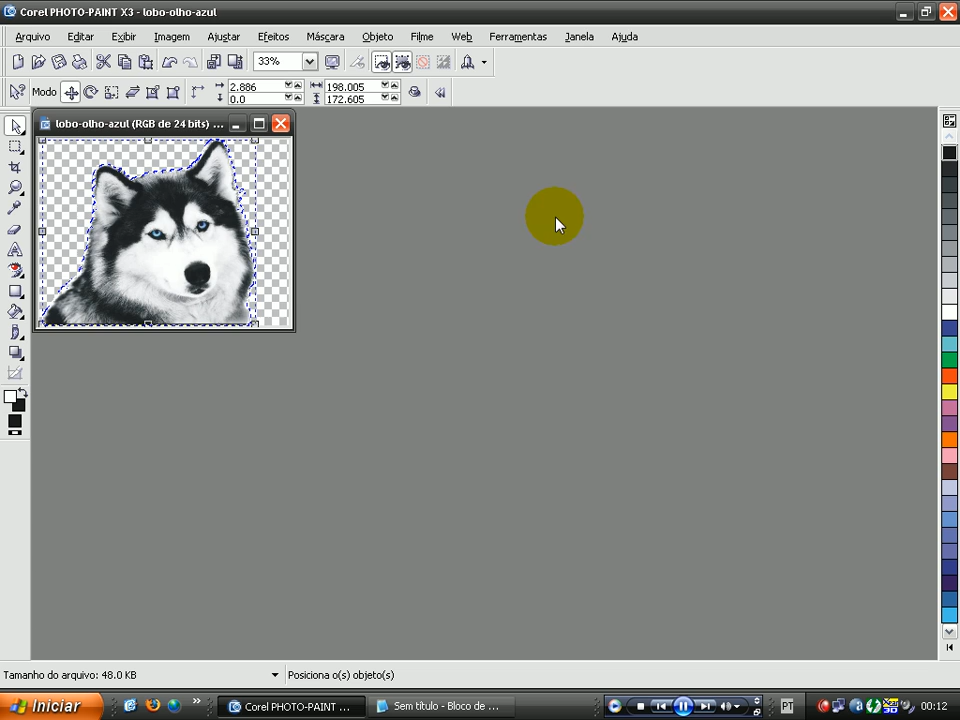 Corel PHOTO-PAINT X3 - lobo-olho-azul
Arquivo Editar Exibir Imagem Ajustar Efeitos Máscara Objeto Filme Web Ferramentas Janela Ajuda
33%
Modo 2.886 198.005
0.0 172.605
lobo-olho-azul (RGB de 24 bits) ...
Tamanho do arquivo: 48.0 KB Posiciona o(s) objeto(s)
Iniciar » Corel PHOTO-PAINT ... Sem título - Bloco de ... PT 00:12